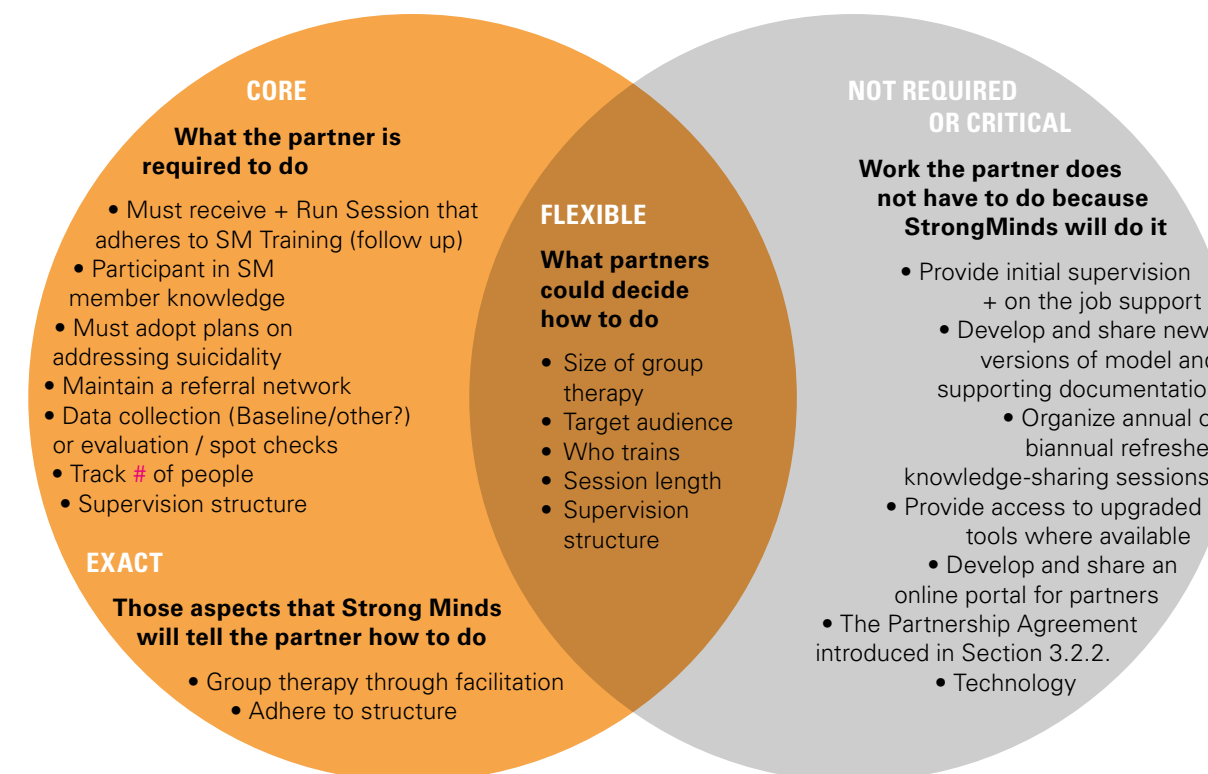 CORE
What the partner is
required to do
• Must receive + Run Session that
adheres to SM Training (follow up)
• Participant in SM
member knowledge
• Must adopt plans on
addressing suicidality
• Maintain a referral network
• Data collection (Baseline/other?)
or evaluation / spot checks
• Track # of people
• Supervision structure
EXACT
Those aspects that Strong Minds
will tell the partner how to do
• Group therapy through facilitation
• Adhere to structure
FLEXIBLE
What partners
could decide
how to do
• Size of group
therapy
• Target audience
• Who trains
• Session length
• Supervision
structure
NOT REQUIRED
OR CRITICAL
Work the partner does
not have to do because
StrongMinds will do it
• Provide initial supervision
+ on the job support
• Develop and share new
versions of model and
supporting documentatio
• Organize annual o
biannual refreshe
knowledge-sharing sessions
• Provide access to upgraded
tools where available
• Develop and share an
online portal for partners
• The Partnership Agreement
introduced in Section 3.2.2.
• Technology